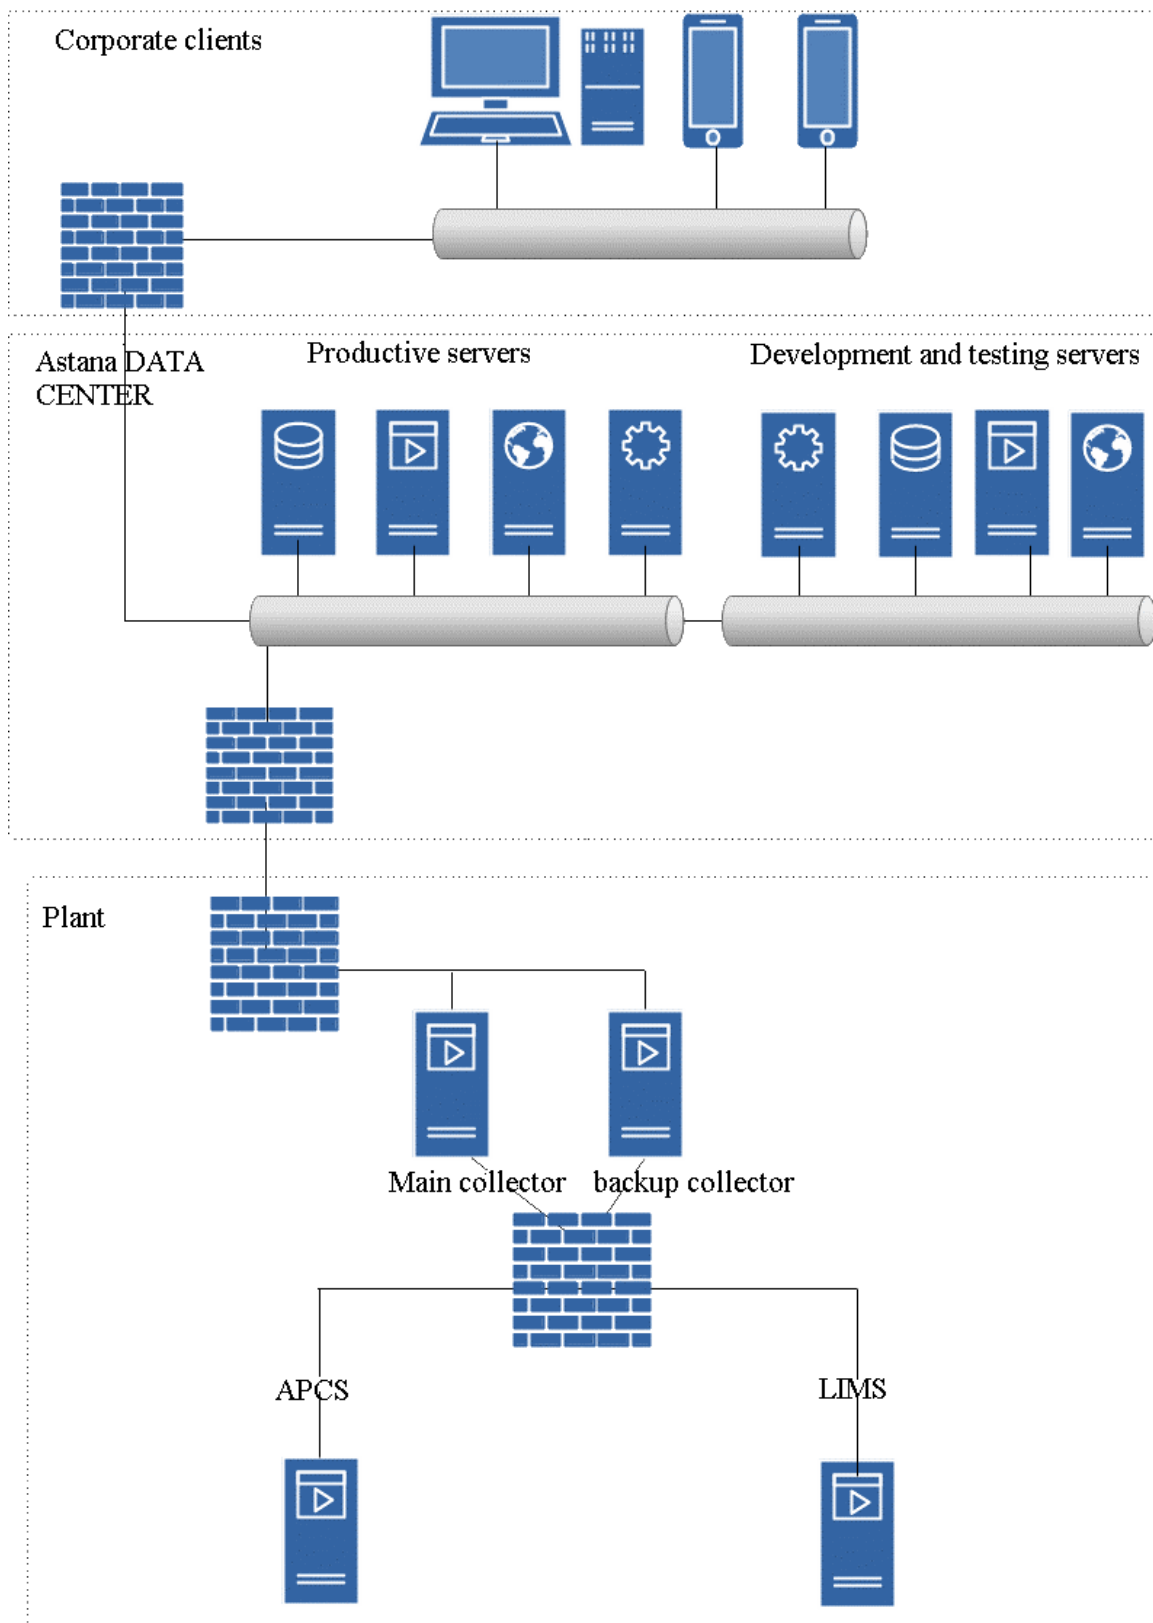 Corporate clients
Astana DATA
CENTER
Productive servers
Development and testing servers
Plant
Main collector
backup collector
APCS
LIMS